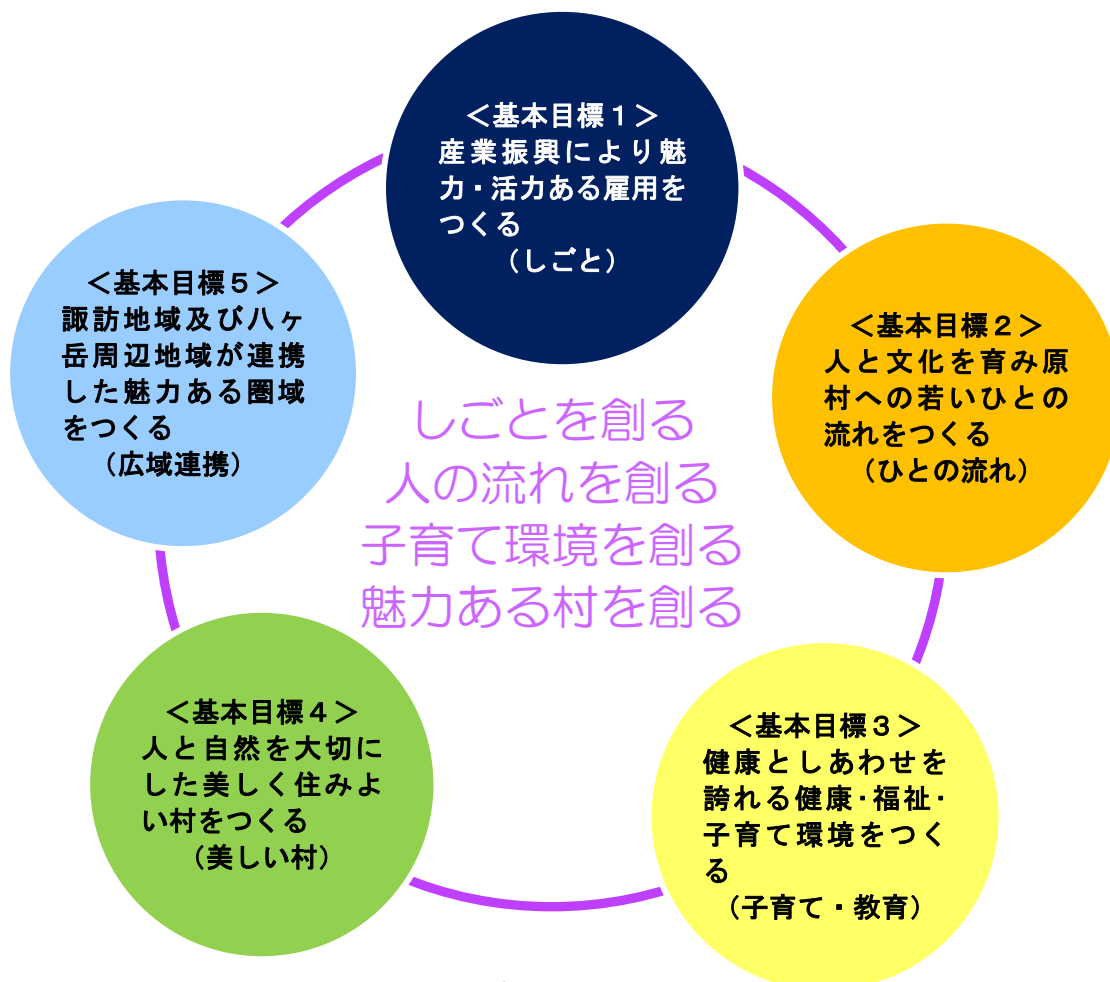 ＜基本目標１＞
産業振興により魅
力・活力ある雇用を
つくる
（しごと）
＜基本目標２＞
人と文化を育み原
村への若いひとの
流れをつくる
（ひとの流れ）
＜基本目標３＞
健康としあわせを
誇れる健康・福祉・
子育て環境をつく
る
（子育て・教育）
＜基本目標４＞
人と自然を大切に
した美しく住みよ
い村をつくる
（美しい村）
＜基本目標５＞
諏訪地域及び八ヶ
岳周辺地域が連携
した魅力ある圏域
をつくる
（広域連携）
しごとを創る
人の流れを創る
子育て環境を創る
魅力ある村を創る